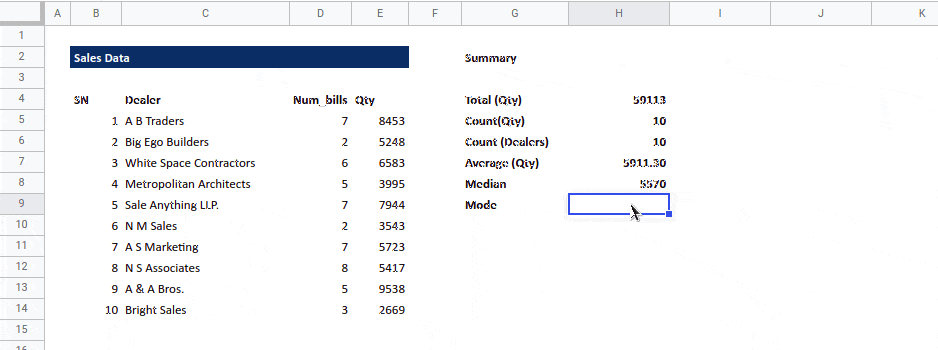 A B C D E F G H I J K
1
2 Sales Data Summary
3
4 SN Dealer Num_bills Qty Total (Qty) 59113
5 1 A B Traders 7 8453 Count(Qty) 10
6 2 Big Ego Builders 2 5248 Count (Dealers) 10
7 3 White Space Contractors 6 6583 Average (Qty) 5911.30
8 4 Metropolitan Architects 5 3995 Median 5570
9 5 Sale Anything LLP. 7 7944 Mode
10 6 N M Sales 2 3543
11 7 A S Marketing 7 5723
12 8 N S Associates 8 5417
13 9 A & A Bros. 5 9538
14 10 Bright Sales 3 2669
15
16